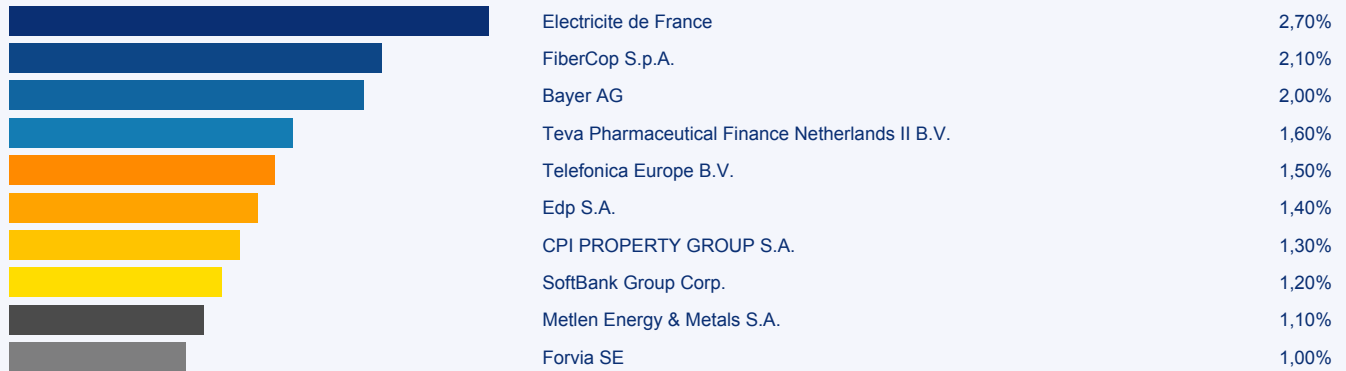 Electricite de France 2,70%
FiberCop S.p.A. 2,10%
Bayer AG 2,00%
Teva Pharmaceutical Finance Netherlands II B.V. 1,60%
Telefonica Europe B.V. 1,50%
Edp S.A. 1,40%
CPI PROPERTY GROUP S.A. 1,30%
SoftBank Group Corp. 1,20%
Metlen Energy & Metals S.A. 1,10%
Forvia SE 1,00%